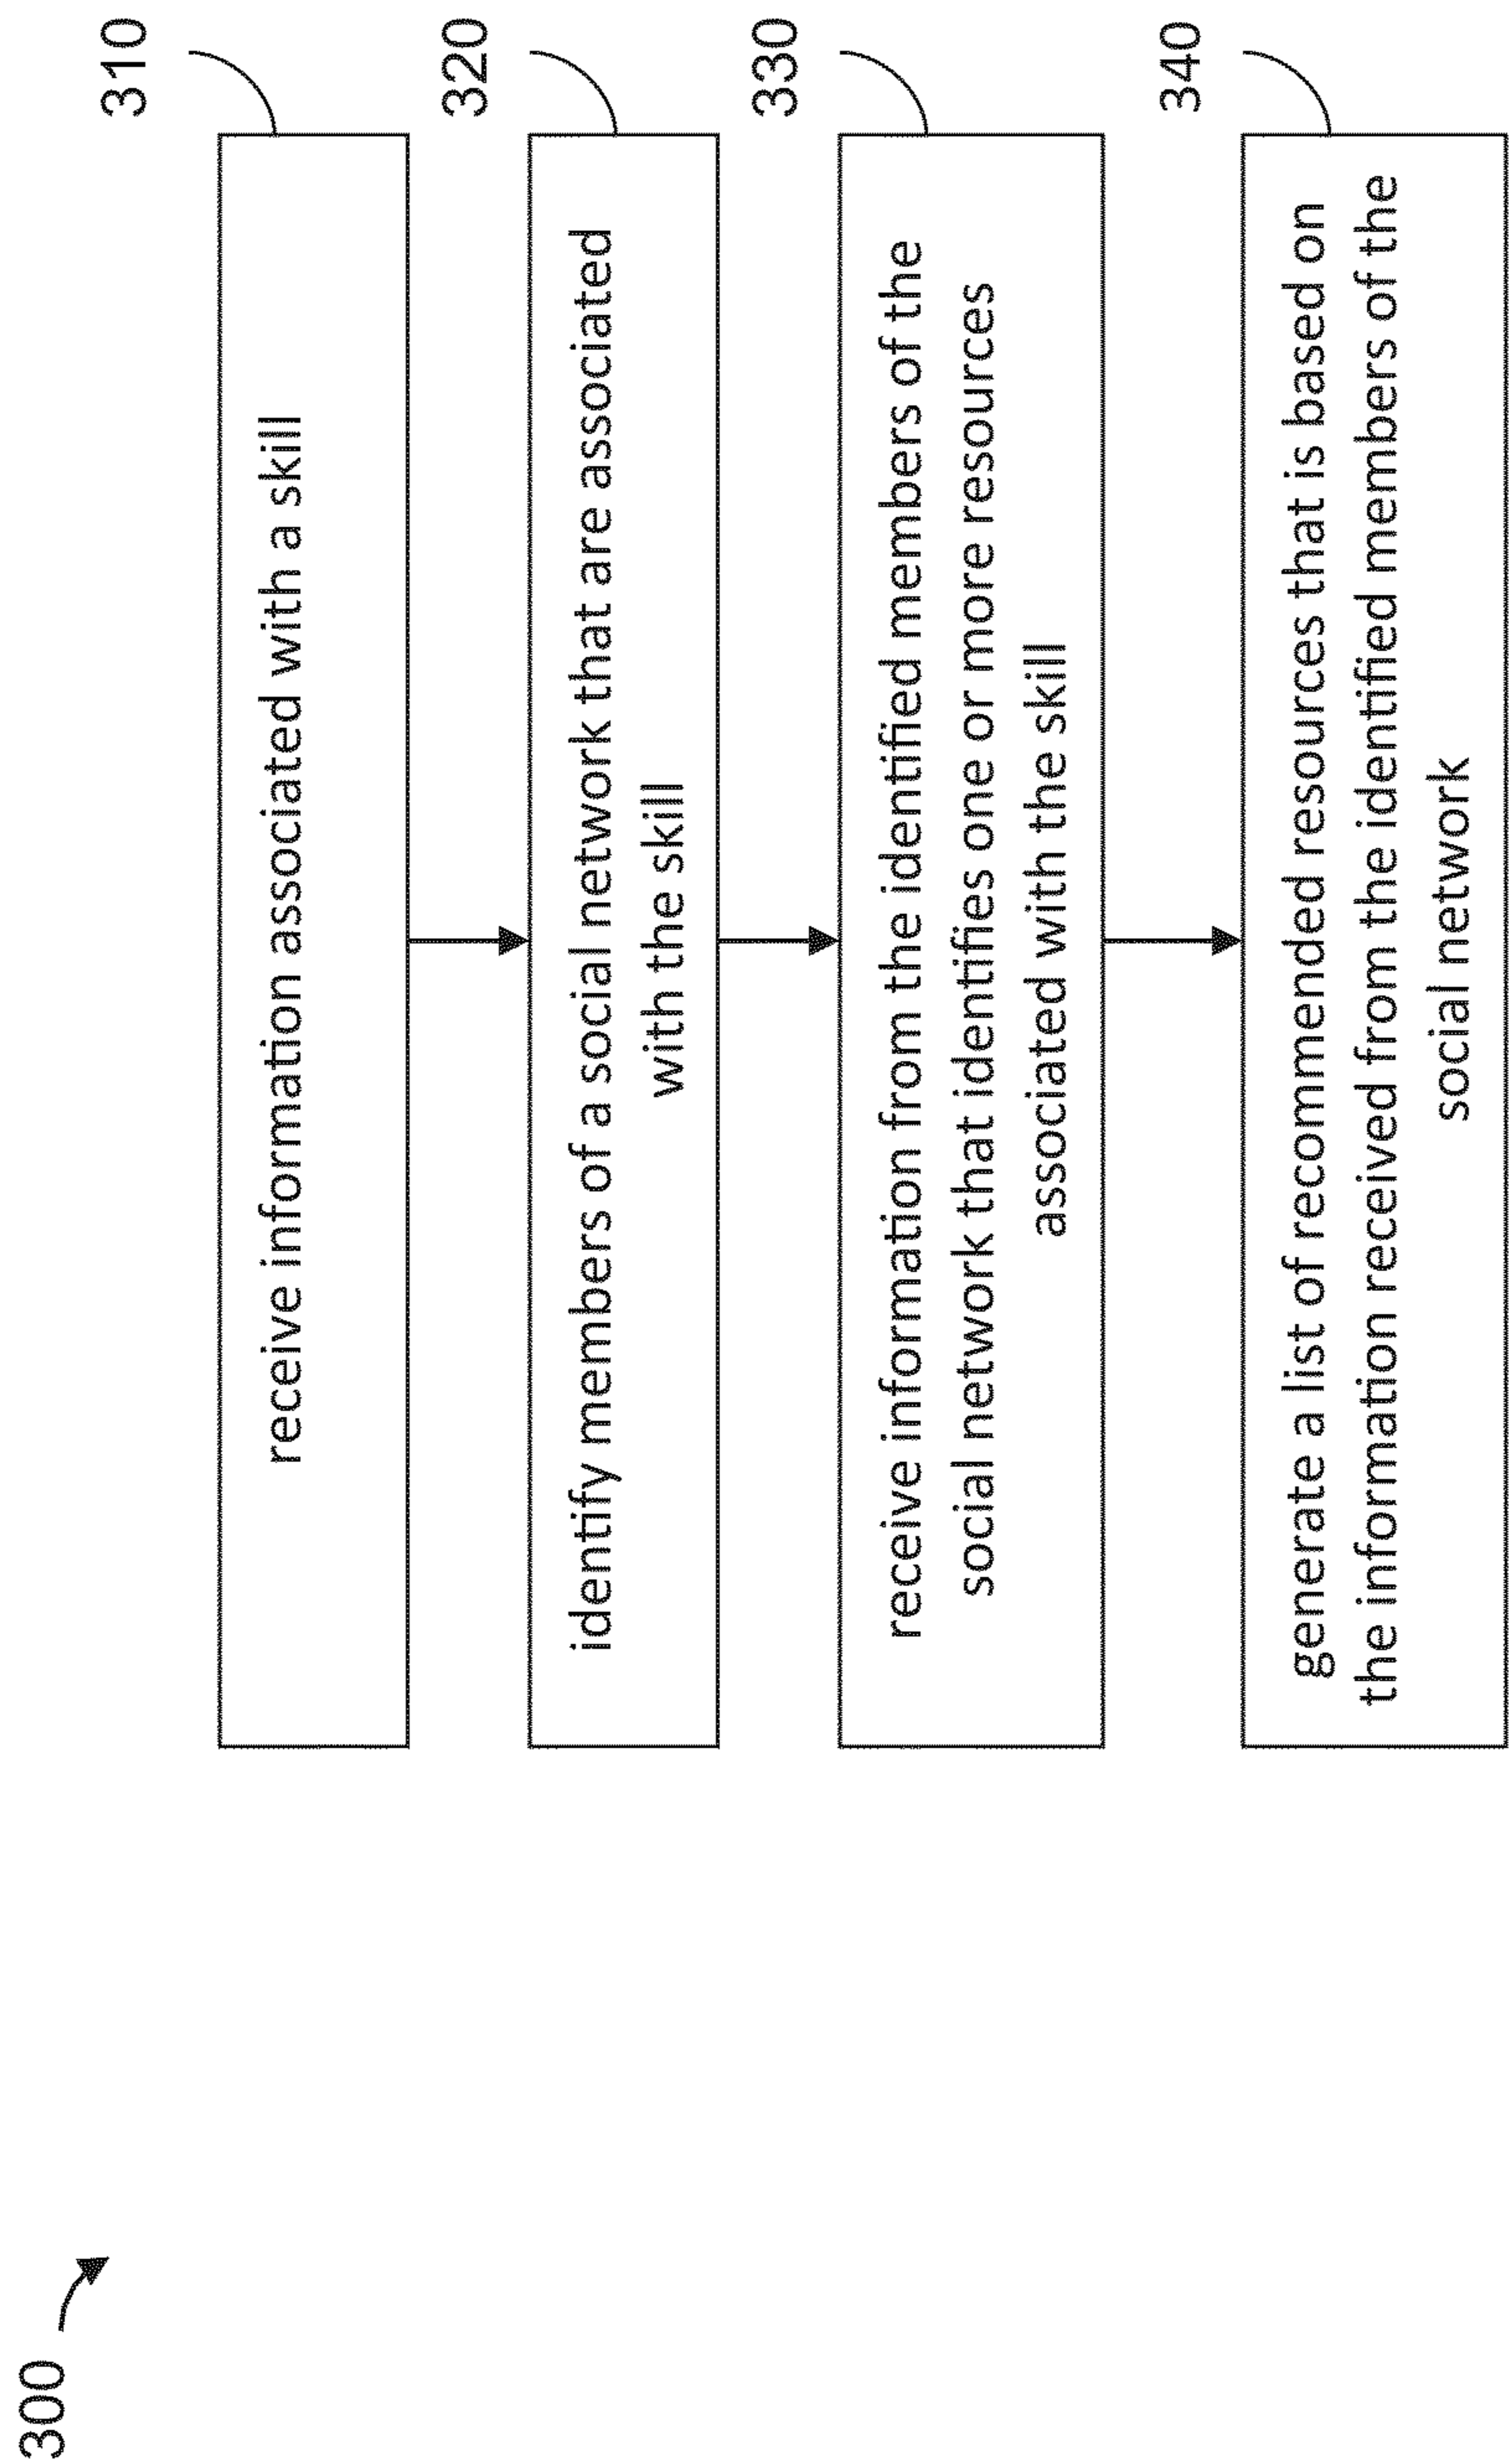 300
310
receive information associated with a skill
320
identify members of a social network that are associated
with the skill
330
receive information from the identified members of the
social network that identifies one or more resources
associated with the skill
340
generate a list of recommended resources that is based on
the information received from the identified members of the
social network